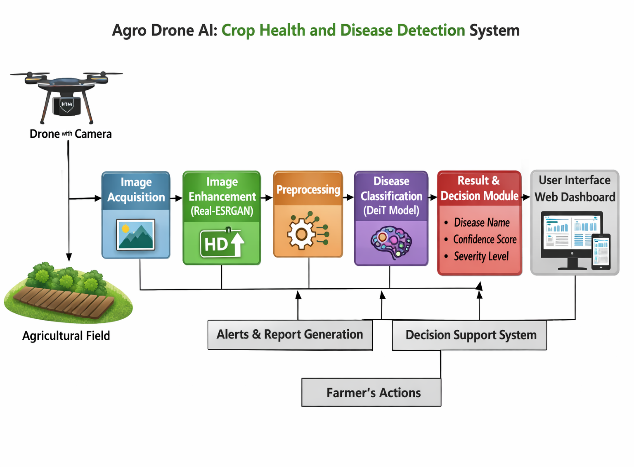 Agro Drone AI: Crop Health and Disease Detection System
Drone with Camera
Image
Acquisition
Image
Enhancement
(Real-ESRGAN)
HD
Preprocessing
Disease
Classification
(DeiT Model)
Result &
Decision Module
• Disease Name
• Confidence Score
• Severity Level
User Interface
Web Dashboard
Agricultural Field
Alerts & Report Generation
Decision Support System
Farmer's Actions